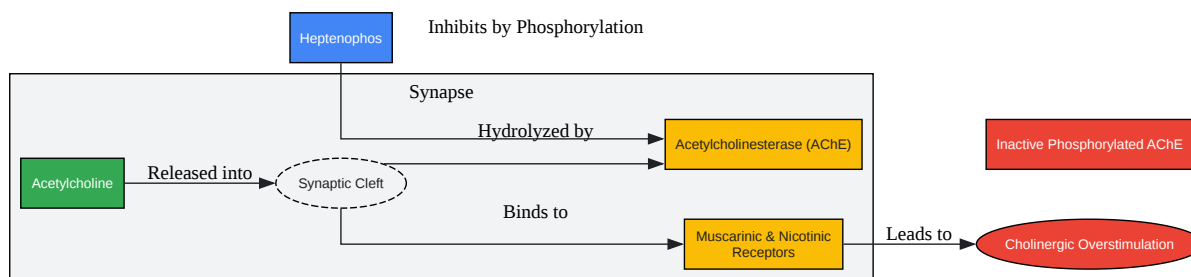 Inhibits by Phosphorylation
Heptenophos
Synapse
Hydrolyzed by
Acetylcholinesterase (AChE)
Inactive Phosphorylated AChE
Acetylcholine
Released into
Synaptic Cleft
Binds to
Muscarinic & Nicotinic
Receptors
Leads to
Cholinergic Overstimulation